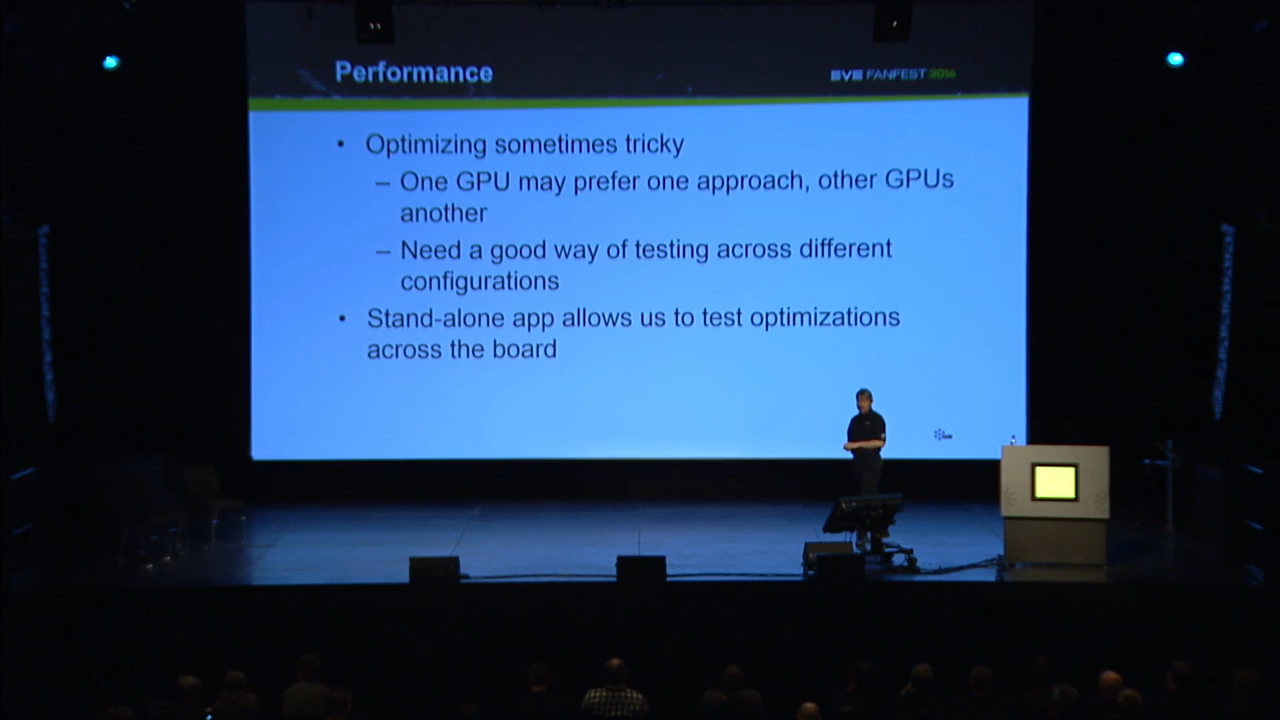 Performance
EVE FANFEST 2014
• Optimizing sometimes tricky
– One GPU may prefer one approach, other GPUs
another
– Need a good way of testing across different
configurations
• Stand-alone app allows us to test optimizations
across the board